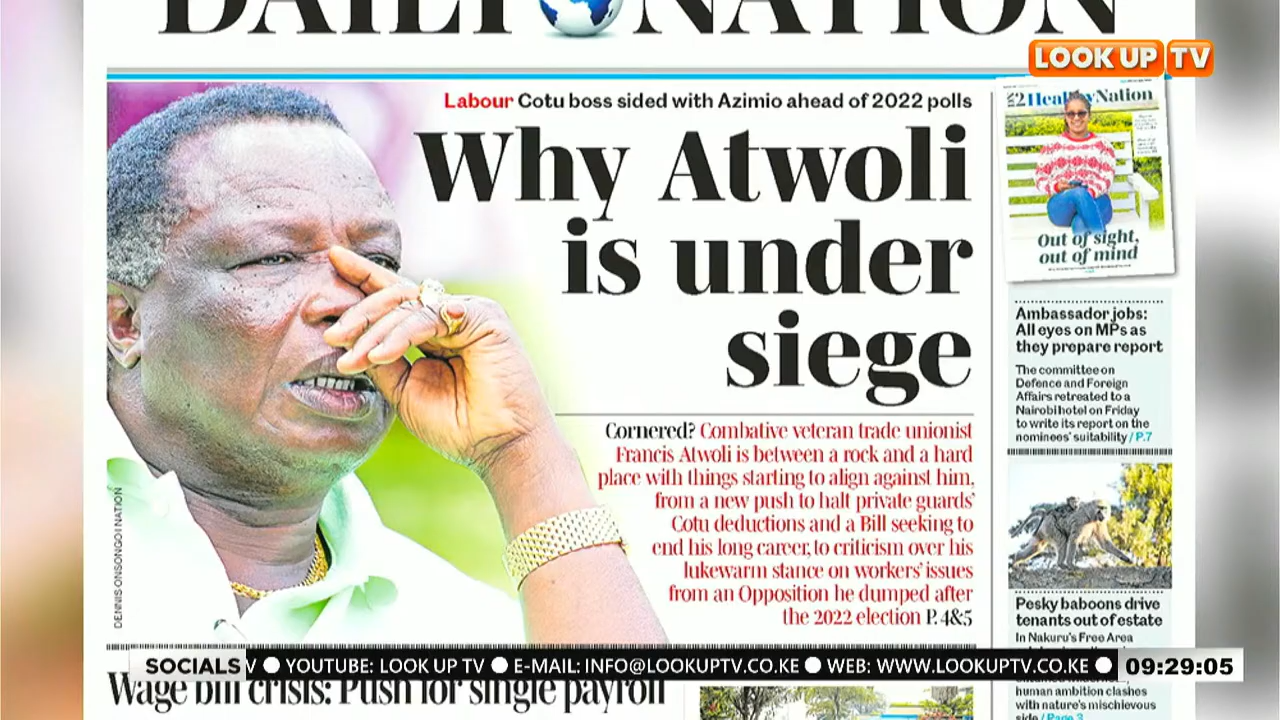 DAILY NATION
LOOK UP TV
Labour Cotu boss sided with Azimio ahead of 2022 polls
Why Atwoli
is under
siege
Cornered? Combative veteran trade unionist
Francis Atwoli is between a rock and a hard
place with things starting to align against him,
from a new push to halt private guards'
Cotu deductions and a Bill seeking to
end his long career, to criticism over his
lukewarm stance on workers' issues
from an Opposition he dumped after
the 2022 election P. 4&5
DENNIS ONSONGO I NATION
Healthy Nation
Out of sight,
out of mind
Ambassador jobs:
All eyes on MPs as
they prepare report
The committee on
Defence and Foreign
Affairs retreated to a
Nairobi hotel on Friday
to write its report on the
nominees' suitability / P.7
Pesky baboons drive
tenants out of estate
In Nakuru's Free Area
human ambition clashes
with nature's mischievous
side / Page 3
Wage bill crisis: Push for single payroll
SOCIALS V ● YOUTUBE: LOOK UP TV ● E-MAIL: INFO@LOOKUPTV.CO.KE ● WEB: WWW.LOOKUPTV.CO.KE ● 09:29:05